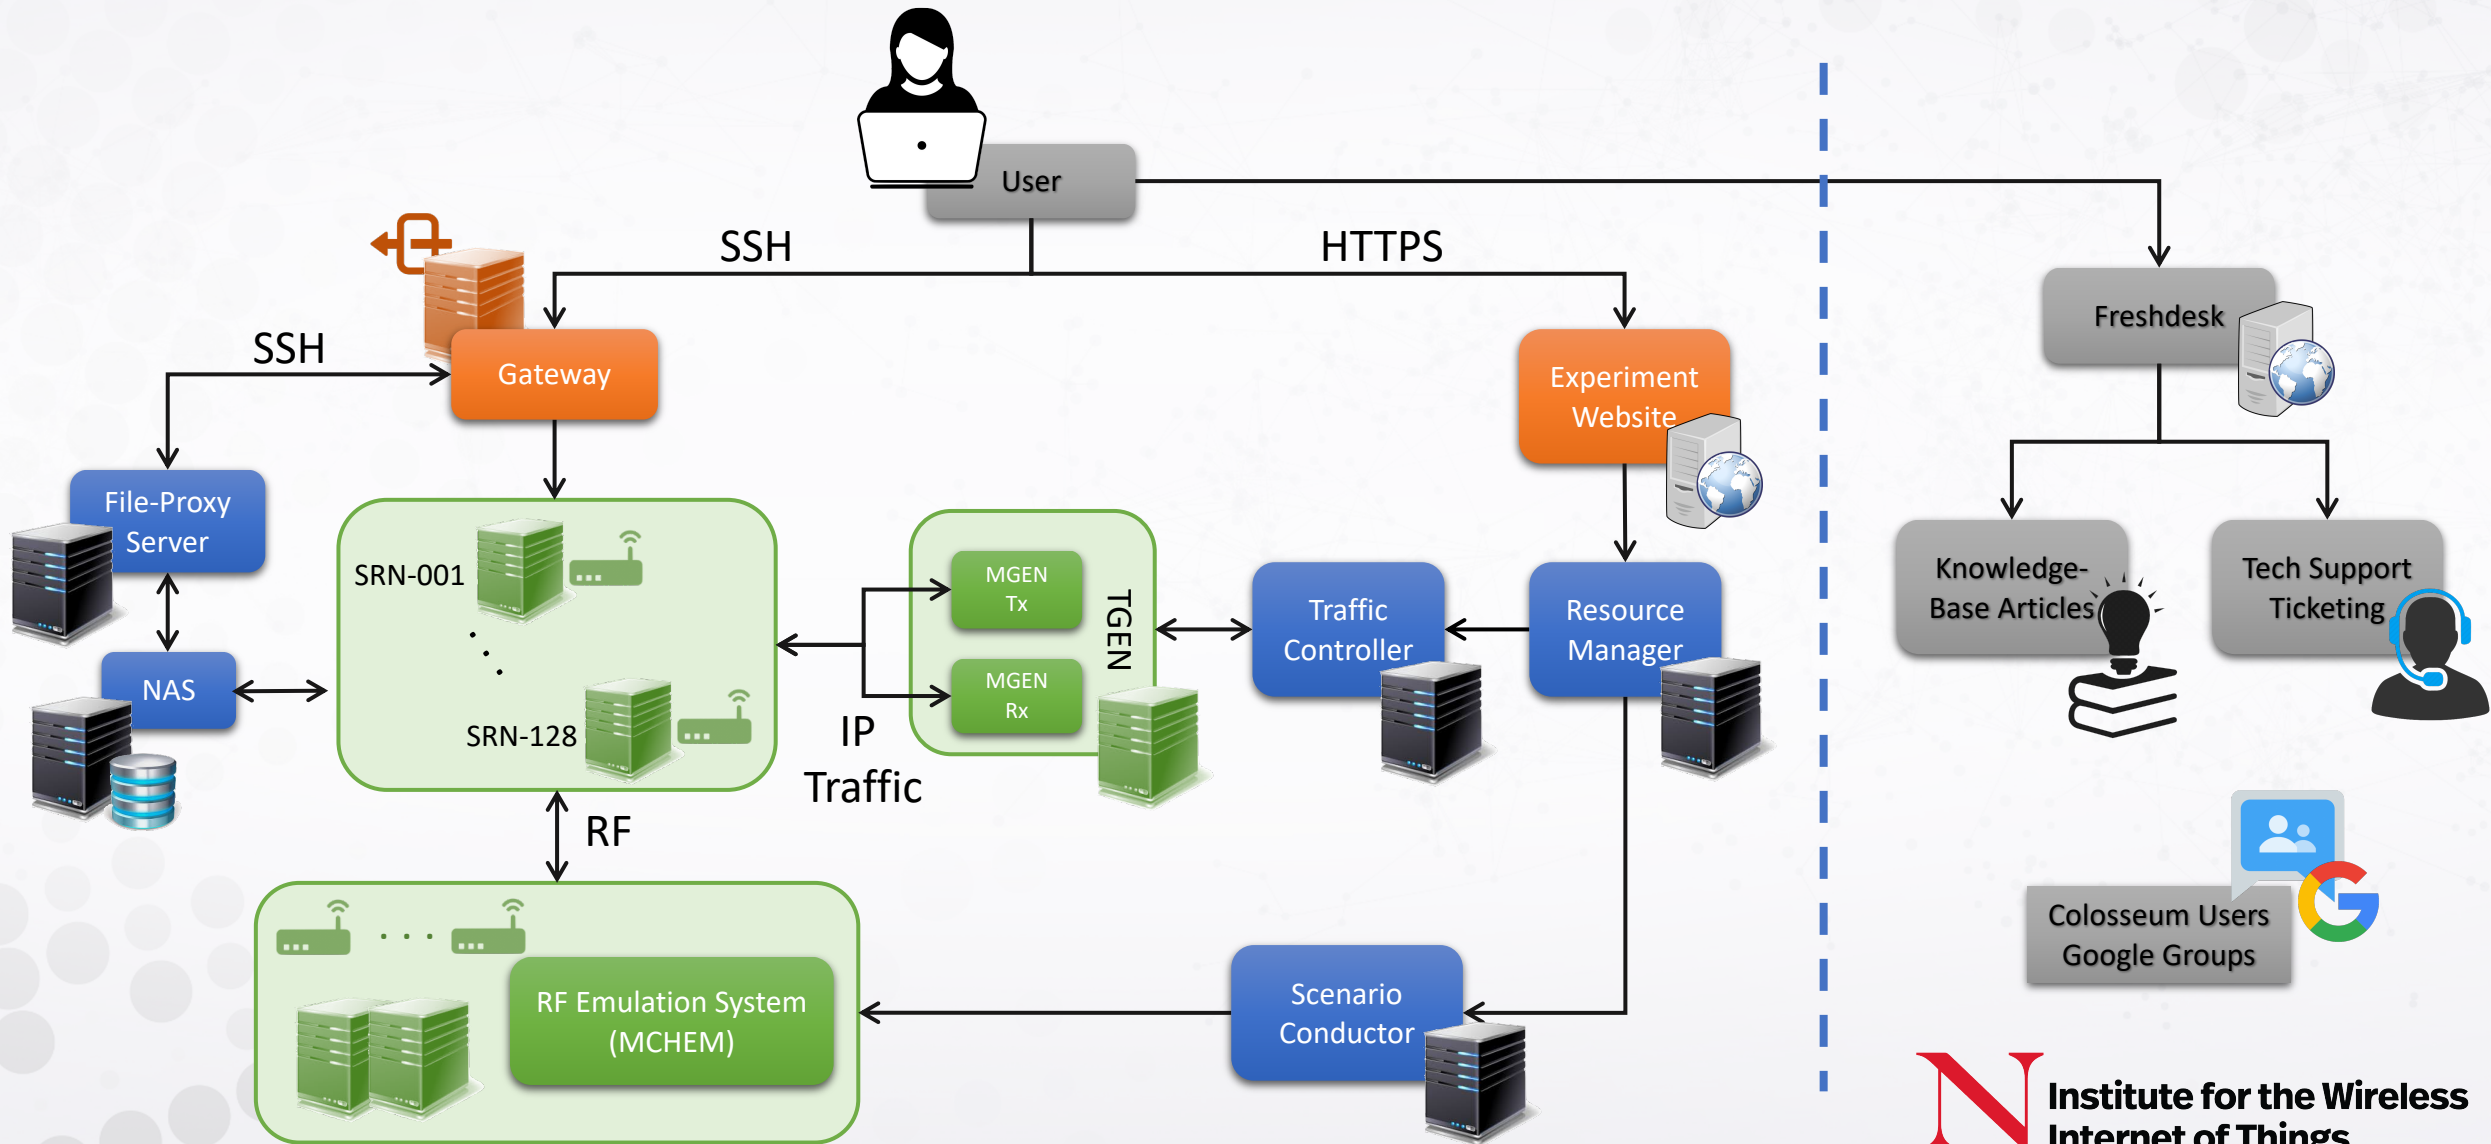 User
SSH
HTTPS
SSH
Gateway
Experiment
Website
Freshdesk
File-Proxy
Server
NAS
SRN-001
SRN-128
MGEN
Tx
MGEN
Rx
TGEN
IP
Traffic
Traffic
Controller
Resource
Manager
Knowledge-
Base Articles
Tech Support
Ticketing
RF
RF Emulation System
(MCHEM)
Scenario
Conductor
Colosseum Users
Google Groups
N
Institute for the Wireless
Internet of Things